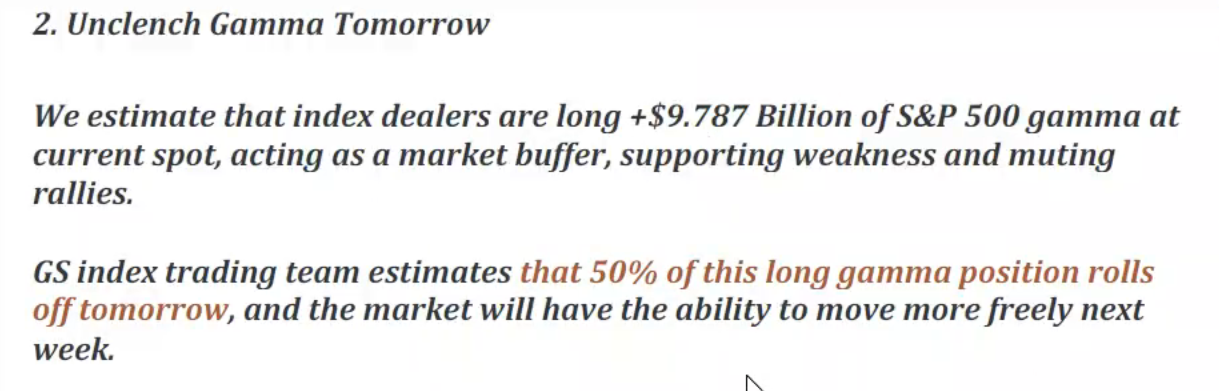 2. Unclench Gamma Tomorrow
We estimate that index dealers are long +$9.787 Billion of S&P 500 gamma at
current spot, acting as a market buffer, supporting weakness and muting
rallies.
GS index trading team estimates that 50% of this long gamma position rolls
off tomorrow, and the market will have the ability to move more freely next
week.